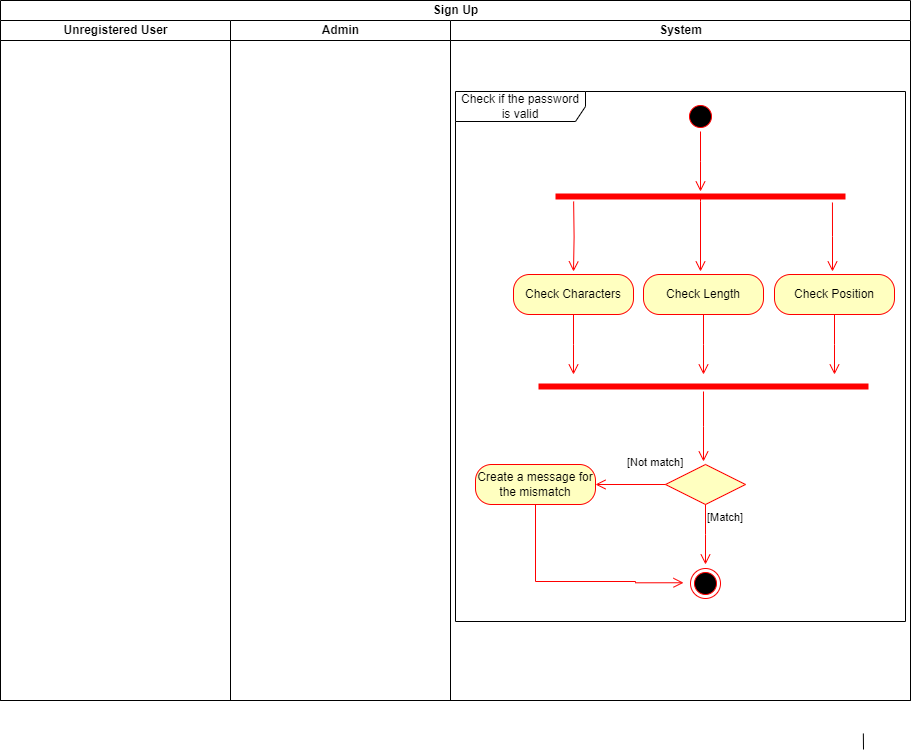 Sign Up
Unregistered User
Admin
System
Check if the password
is valid
Check Characters
Check Length
Check Position
[Not match]
Create a message for
the mismatch
[Match]